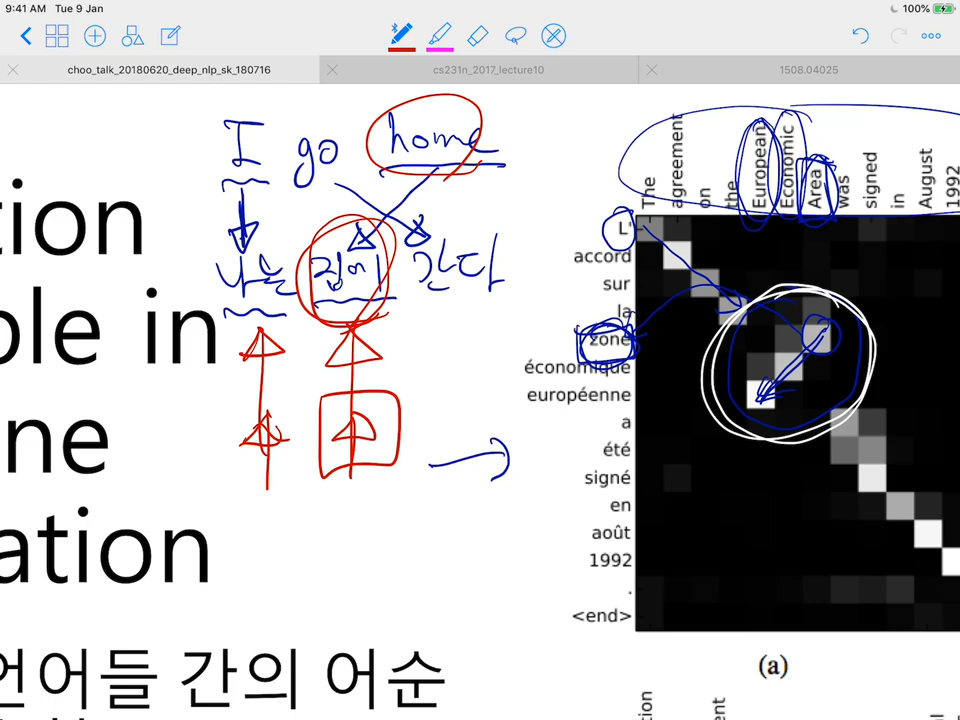 9:41 AM Tue 9 Jan 100%
choo_talk_20180620_deep_nlp_sk_180716 cs231n_2017_lecture10 1508.04025
I go home
나는 집에 간다
tion
ble in
ne
ation
언어들 간의 어순
The agreement on the European Economic Area was signed in August 1992
L'
accord
sur
la
zone
économique
européenne
a
été
signé
en
août
1992
.
<end>
(a)